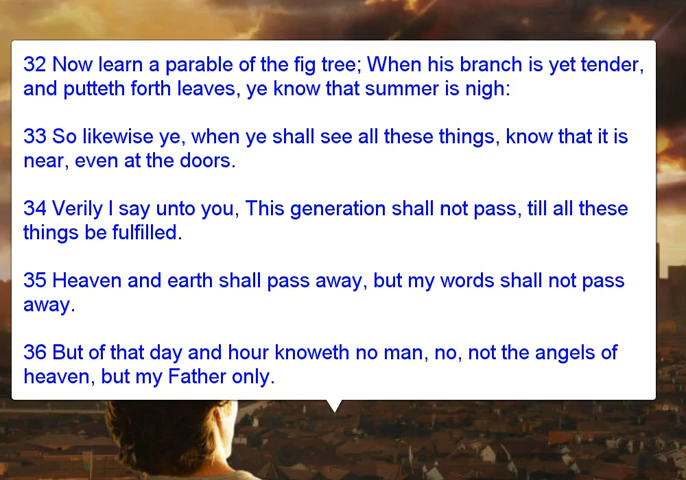 32 Now learn a parable of the fig tree; When his branch is yet tender,
and putteth forth leaves, ye know that summer is nigh:
33 So likewise ye, when ye shall see all these things, know that it is
near, even at the doors.
34 Verily I say unto you, This generation shall not pass, till all these
things be fulfilled.
35 Heaven and earth shall pass away, but my words shall not pass
away.
36 But of that day and hour knoweth no man, no, not the angels of
heaven, but my Father only.